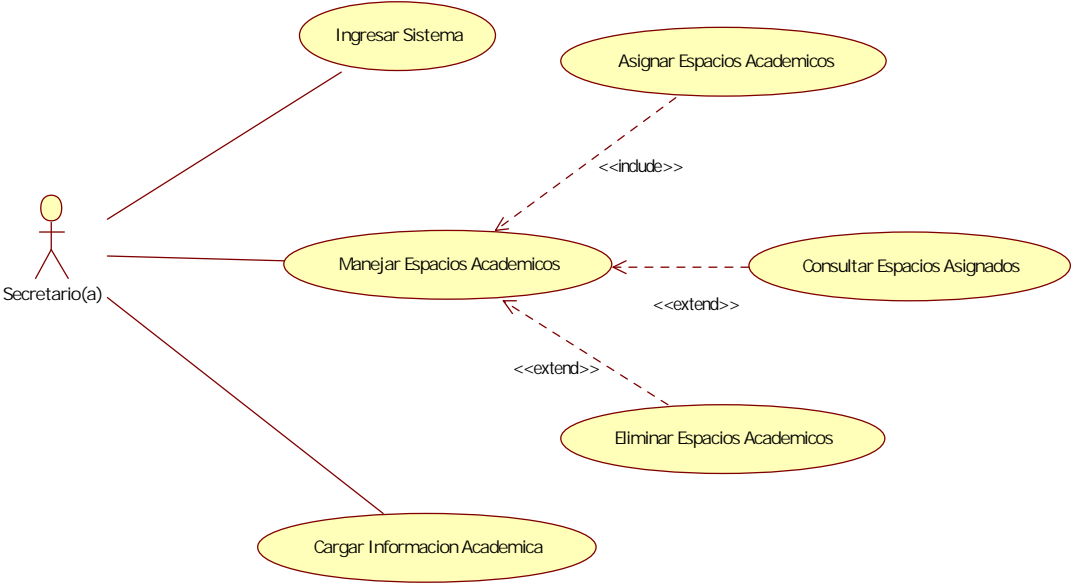 Ingresar Sistema
Asignar Espacios Academicos
<<include>>
Manejar Espacios Academicos
Consultar Espacios Asignados
Secretario(a)
<<extend>>
<<extend>>
Eliminar Espacios Academicos
Cargar Informacion Academica